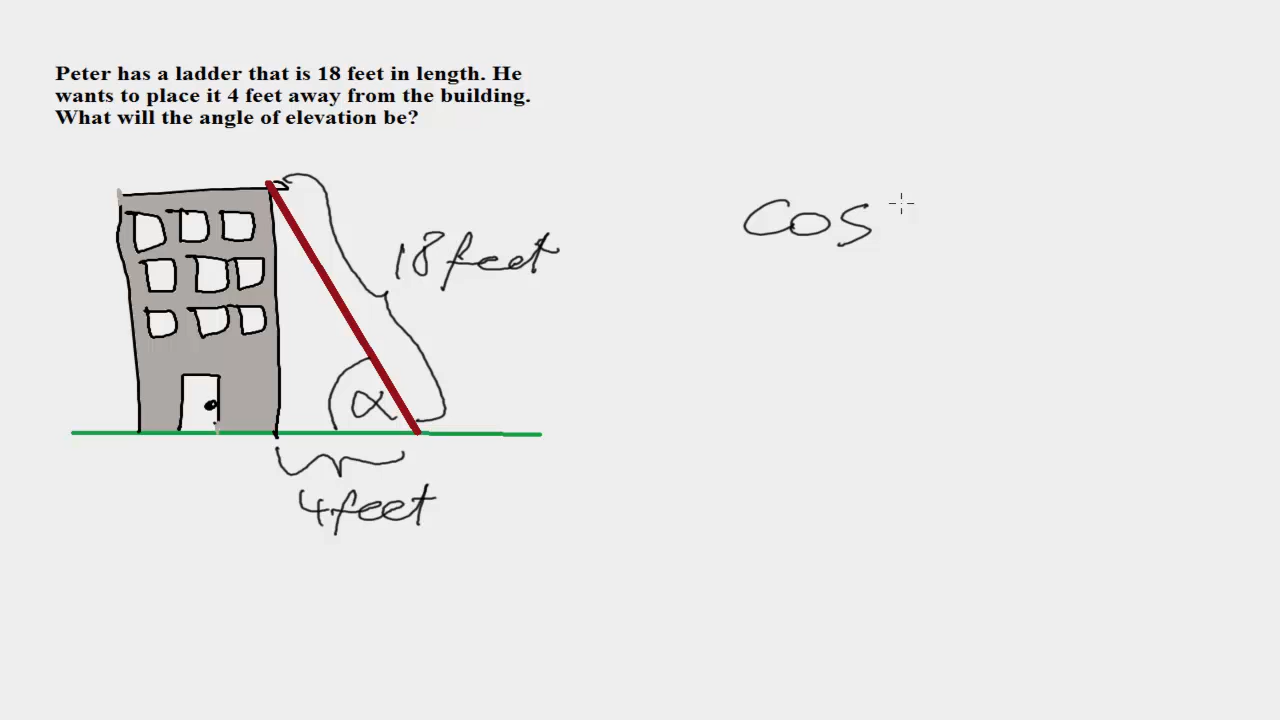 Peter has a ladder that is 18 feet in length. He
wants to place it 4 feet away from the building.
What will the angle of elevation be?
cos
18 feet
α
4 feet